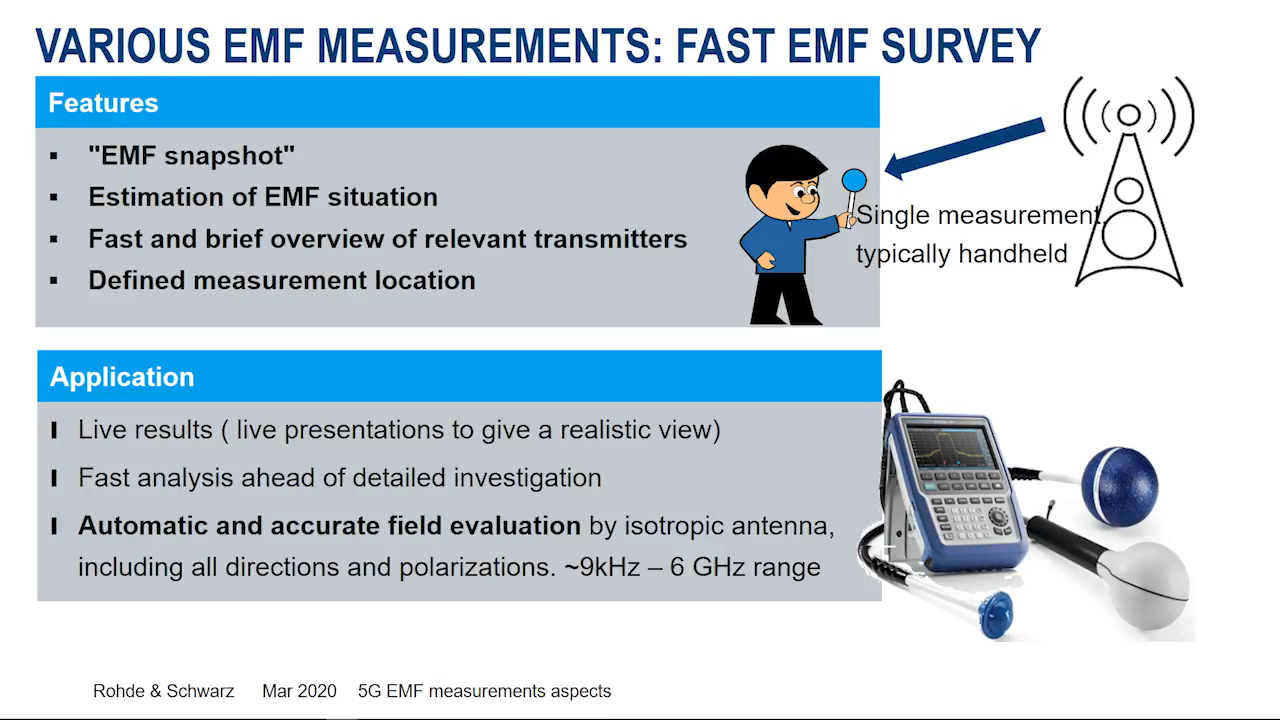 VARIOUS EMF MEASUREMENTS: FAST EMF SURVEY
Features
▪ "EMF snapshot"
▪ Estimation of EMF situation
▪ Fast and brief overview of relevant transmitters
▪ Defined measurement location
Single measurement
typically handheld
Application
I Live results ( live presentations to give a realistic view)
I Fast analysis ahead of detailed investigation
I Automatic and accurate field evaluation by isotropic antenna,
including all directions and polarizations. ~9kHz – 6 GHz range
Rohde & Schwarz Mar 2020 5G EMF measurements aspects